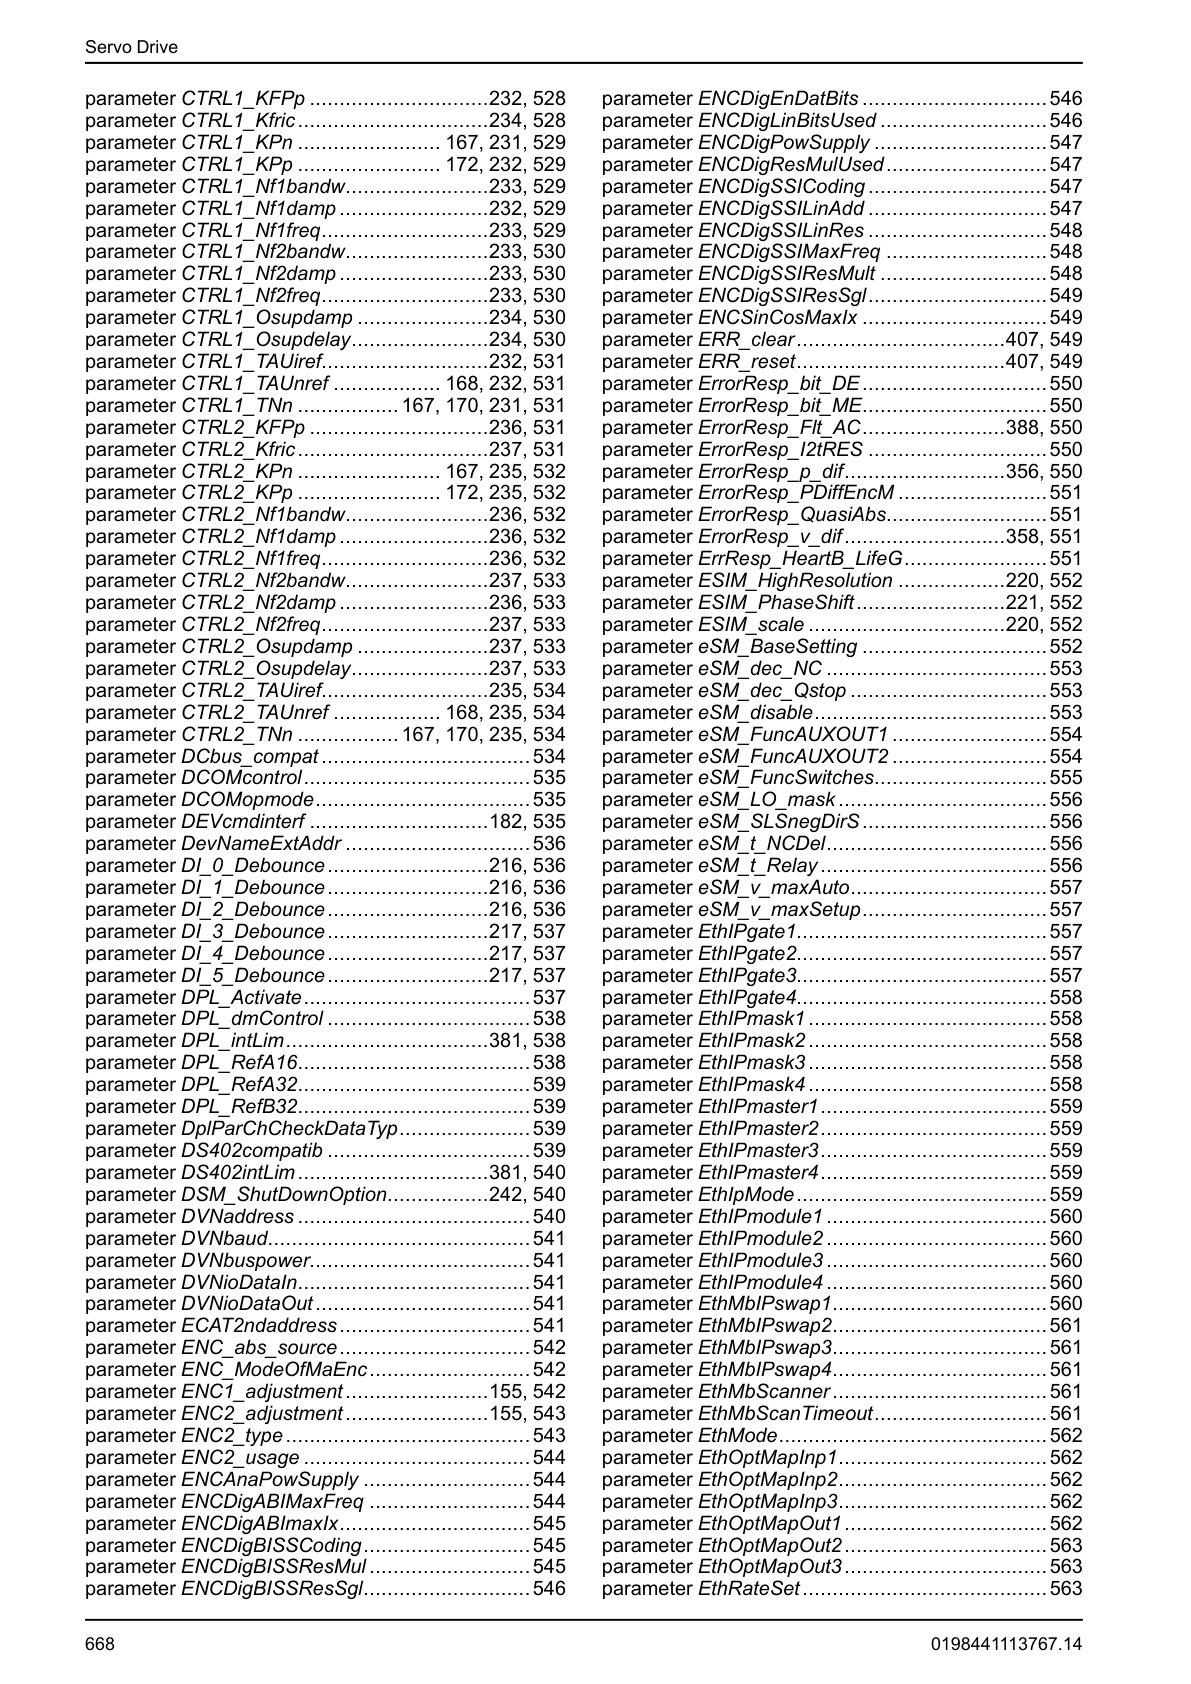 Servo Drive
parameter CTRL1_KFPp ..............................232, 528
parameter CTRL1_Kfric................................234, 528
parameter CTRL1_KPn ........................ 167, 231, 529
parameter CTRL1_KPp ........................ 172, 232, 529
parameter CTRL1_Nf1bandw........................233, 529
parameter CTRL1_Nf1damp .........................232, 529
parameter CTRL1_Nf1freq............................233, 529
parameter CTRL1_Nf2bandw........................233, 530
parameter CTRL1_Nf2damp .........................233, 530
parameter CTRL1_Nf2freq............................233, 530
parameter CTRL1_Osupdamp ......................234, 530
parameter CTRL1_Osupdelay.......................234, 530
parameter CTRL1_TAUiref............................232, 531
parameter CTRL1_TAUnref .................. 168, 232, 531
parameter CTRL1_TNn ................. 167, 170, 231, 531
parameter CTRL2_KFPp ..............................236, 531
parameter CTRL2_Kfric................................237, 531
parameter CTRL2_KPn ........................ 167, 235, 532
parameter CTRL2_KPp ........................ 172, 235, 532
parameter CTRL2_Nf1bandw........................236, 532
parameter CTRL2_Nf1damp .........................236, 532
parameter CTRL2_Nf1freq............................236, 532
parameter CTRL2_Nf2bandw........................237, 533
parameter CTRL2_Nf2damp .........................236, 533
parameter CTRL2_Nf2freq............................237, 533
parameter CTRL2_Osupdamp ......................237, 533
parameter CTRL2_Osupdelay.......................237, 533
parameter CTRL2_TAUiref............................235, 534
parameter CTRL2_TAUnref .................. 168, 235, 534
parameter CTRL2_TNn ................. 167, 170, 235, 534
parameter DCbus_compat...................................534
parameter DCOMcontrol......................................535
parameter DCOMopmode....................................535
parameter DEVcmdinterf ..............................182, 535
parameter DevNameExtAddr ...............................536
parameter DI_0_Debounce...........................216, 536
parameter DI_1_Debounce...........................216, 536
parameter DI_2_Debounce...........................216, 536
parameter DI_3_Debounce...........................217, 537
parameter DI_4_Debounce...........................217, 537
parameter DI_5_Debounce...........................217, 537
parameter DPL_Activate......................................537
parameter DPL_dmControl ..................................538
parameter DPL_intLim..................................381, 538
parameter DPL_RefA16.......................................538
parameter DPL_RefA32.......................................539
parameter DPL_RefB32.......................................539
parameter DplParChCheckDataTyp......................539
parameter DS402compatib ..................................539
parameter DS402intLim ................................381, 540
parameter DSM_ShutDownOption.................242, 540
parameter DVNaddress .......................................540
parameter DVNbaud............................................541
parameter DVNbuspower.....................................541
parameter DVNioDataIn.......................................541
parameter DVNioDataOut....................................541
parameter ECAT2ndaddress................................541
parameter ENC_abs_source................................542
parameter ENC_ModeOfMaEnc...........................542
parameter ENC1_adjustment........................155, 542
parameter ENC2_adjustment........................155, 543
parameter ENC2_type.........................................543
parameter ENC2_usage ......................................544
parameter ENCAnaPowSupply ............................544
parameter ENCDigABIMaxFreq ...........................544
parameter ENCDigABImaxIx................................545
parameter ENCDigBISSCoding............................545
parameter ENCDigBISSResMul ...........................545
parameter ENCDigBISSResSgl............................546
parameter ENCDigEnDatBits ...............................546
parameter ENCDigLinBitsUsed ............................546
parameter ENCDigPowSupply .............................547
parameter ENCDigResMulUsed...........................547
parameter ENCDigSSICoding ..............................547
parameter ENCDigSSILinAdd ..............................547
parameter ENCDigSSILinRes ..............................548
parameter ENCDigSSIMaxFreq ...........................548
parameter ENCDigSSIResMult ............................548
parameter ENCDigSSIResSgl..............................549
parameter ENCSinCosMaxIx ...............................549
parameter ERR_clear...................................407, 549
parameter ERR_reset...................................407, 549
parameter ErrorResp_bit_DE...............................550
parameter ErrorResp_bit_ME...............................550
parameter ErrorResp_Flt_AC........................388, 550
parameter ErrorResp_I2tRES ..............................550
parameter ErrorResp_p_dif...........................356, 550
parameter ErrorResp_PDiffEncM .........................551
parameter ErrorResp_QuasiAbs...........................551
parameter ErrorResp_v_dif...........................358, 551
parameter ErrResp_HeartB_LifeG........................551
parameter ESIM_HighResolution ..................220, 552
parameter ESIM_PhaseShift.........................221, 552
parameter ESIM_scale .................................220, 552
parameter eSM_BaseSetting ...............................552
parameter eSM_dec_NC .....................................553
parameter eSM_dec_Qstop .................................553
parameter eSM_disable.......................................553
parameter eSM_FuncAUXOUT1 ..........................554
parameter eSM_FuncAUXOUT2 ..........................554
parameter eSM_FuncSwitches.............................555
parameter eSM_LO_mask ...................................556
parameter eSM_SLSnegDirS...............................556
parameter eSM_t_NCDel.....................................556
parameter eSM_t_Relay......................................556
parameter eSM_v_maxAuto.................................557
parameter eSM_v_maxSetup...............................557
parameter EthIPgate1..........................................557
parameter EthIPgate2..........................................557
parameter EthIPgate3..........................................557
parameter EthIPgate4..........................................558
parameter EthIPmask1 ........................................558
parameter EthIPmask2 ........................................558
parameter EthIPmask3 ........................................558
parameter EthIPmask4 ........................................558
parameter EthIPmaster1......................................559
parameter EthIPmaster2......................................559
parameter EthIPmaster3......................................559
parameter EthIPmaster4......................................559
parameter EthIpMode..........................................559
parameter EthIPmodule1 .....................................560
parameter EthIPmodule2 .....................................560
parameter EthIPmodule3 .....................................560
parameter EthIPmodule4 .....................................560
parameter EthMbIPswap1....................................560
parameter EthMbIPswap2....................................561
parameter EthMbIPswap3....................................561
parameter EthMbIPswap4....................................561
parameter EthMbScanner....................................561
parameter EthMbScanTimeout.............................561
parameter EthMode.............................................562
parameter EthOptMapInp1...................................562
parameter EthOptMapInp2...................................562
parameter EthOptMapInp3...................................562
parameter EthOptMapOut1..................................562
parameter EthOptMapOut2..................................563
parameter EthOptMapOut3..................................563
parameter EthRateSet.........................................563
668
0198441113767.14